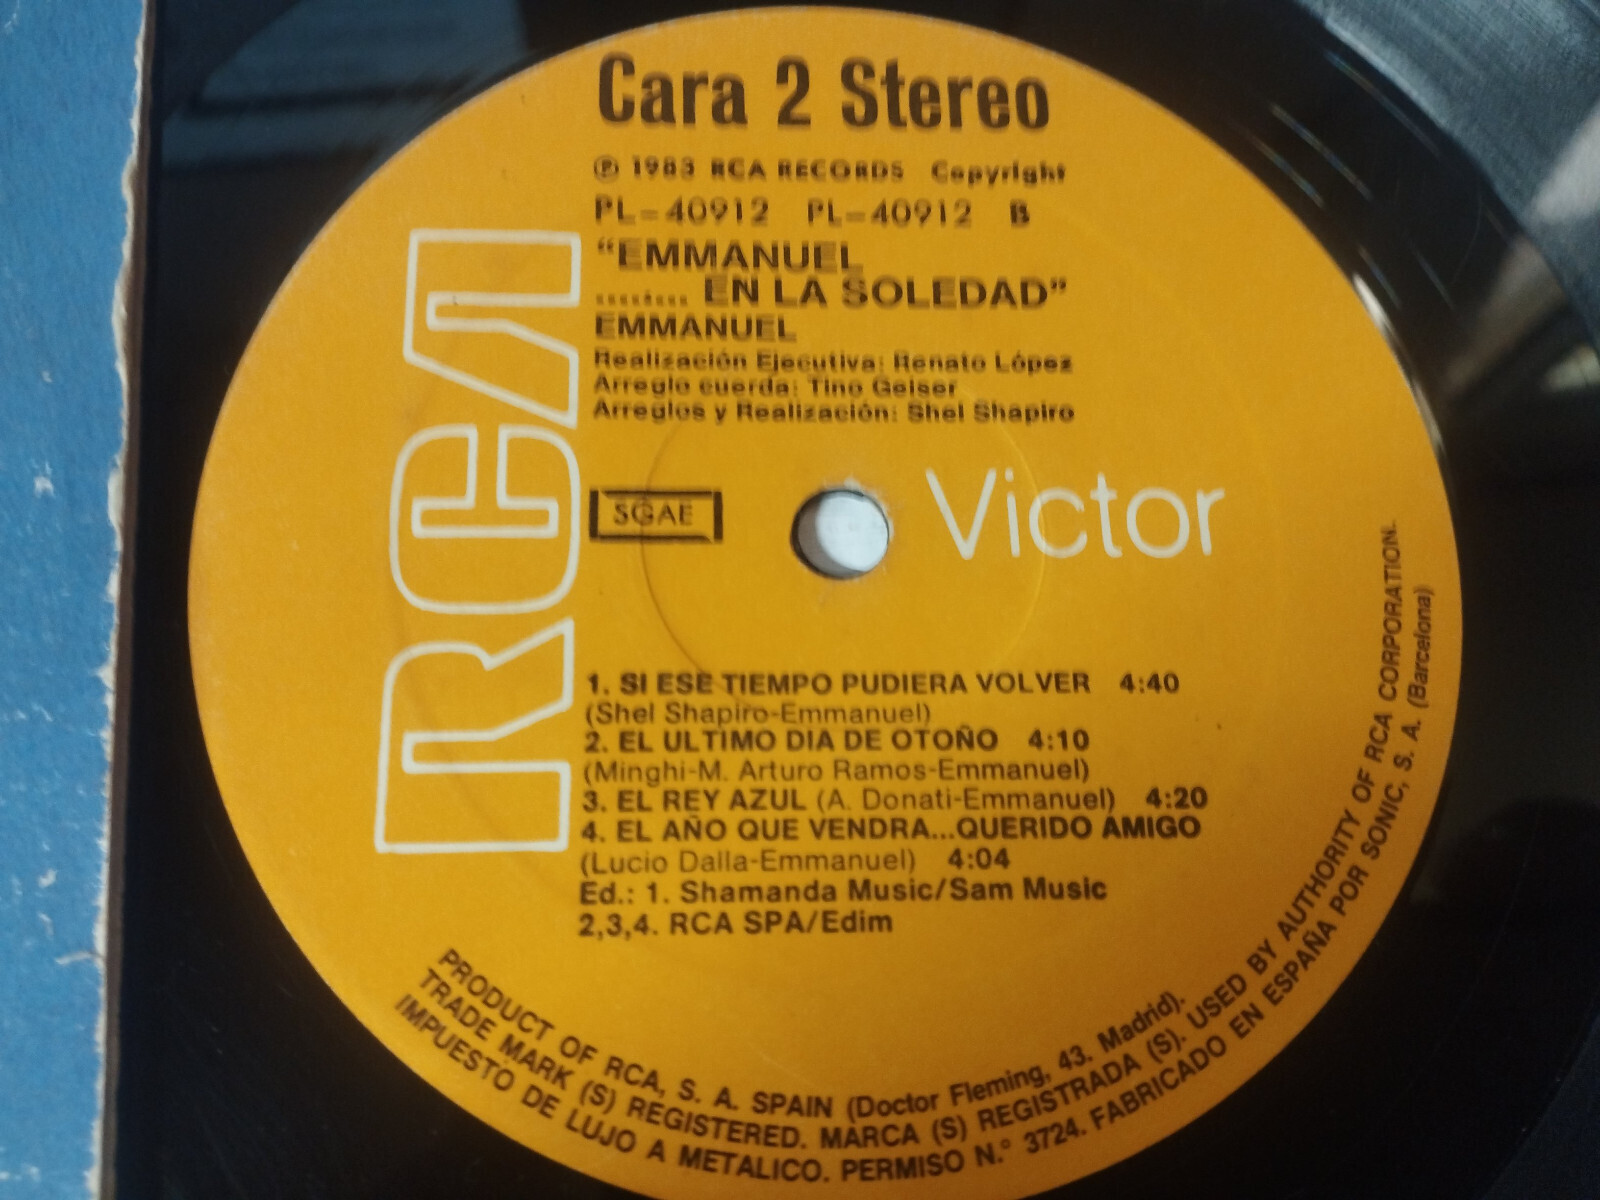 Cara 2 Stereo
℗ 1983 RCA RECORDS Copyright
PL-40912 PL-40912 B
"EMMANUEL
......... EN LA SOLEDAD"
EMMANUEL
Realización Ejecutiva: Renato López
Arreglo cuerda: Tino Geiser
Arreglos y Realización: Shel Shapiro
RCA
SGAE
Victor
1. SI ESE TIEMPO PUDIERA VOLVER 4:40
(Shel Shapiro-Emmanuel)
2. EL ULTIMO DIA DE OTOÑO 4:10
(Minghi-M. Arturo Ramos-Emmanuel)
3. EL REY AZUL (A. Donati-Emmanuel) 4:20
4. EL AÑO QUE VENDRA...QUERIDO AMIGO
(Lucio Dalla-Emmanuel) 4:04
Ed.: 1. Shamanda Music/Sam Music
2,3,4. RCA SPA/Edim
PRODUCT OF RCA, S. A. SPAIN (Doctor Fleming, 43. Madrid).
TRADE MARK (S) REGISTERED. MARCA (S) REGISTRADA (S). USED BY AUTHORITY OF RCA CORPORATION.
IMPUESTO DE LUJO A METALICO. PERMISO N.º 3724. FABRICADO EN ESPAÑA POR SONIC, S. A. (Barcelona)